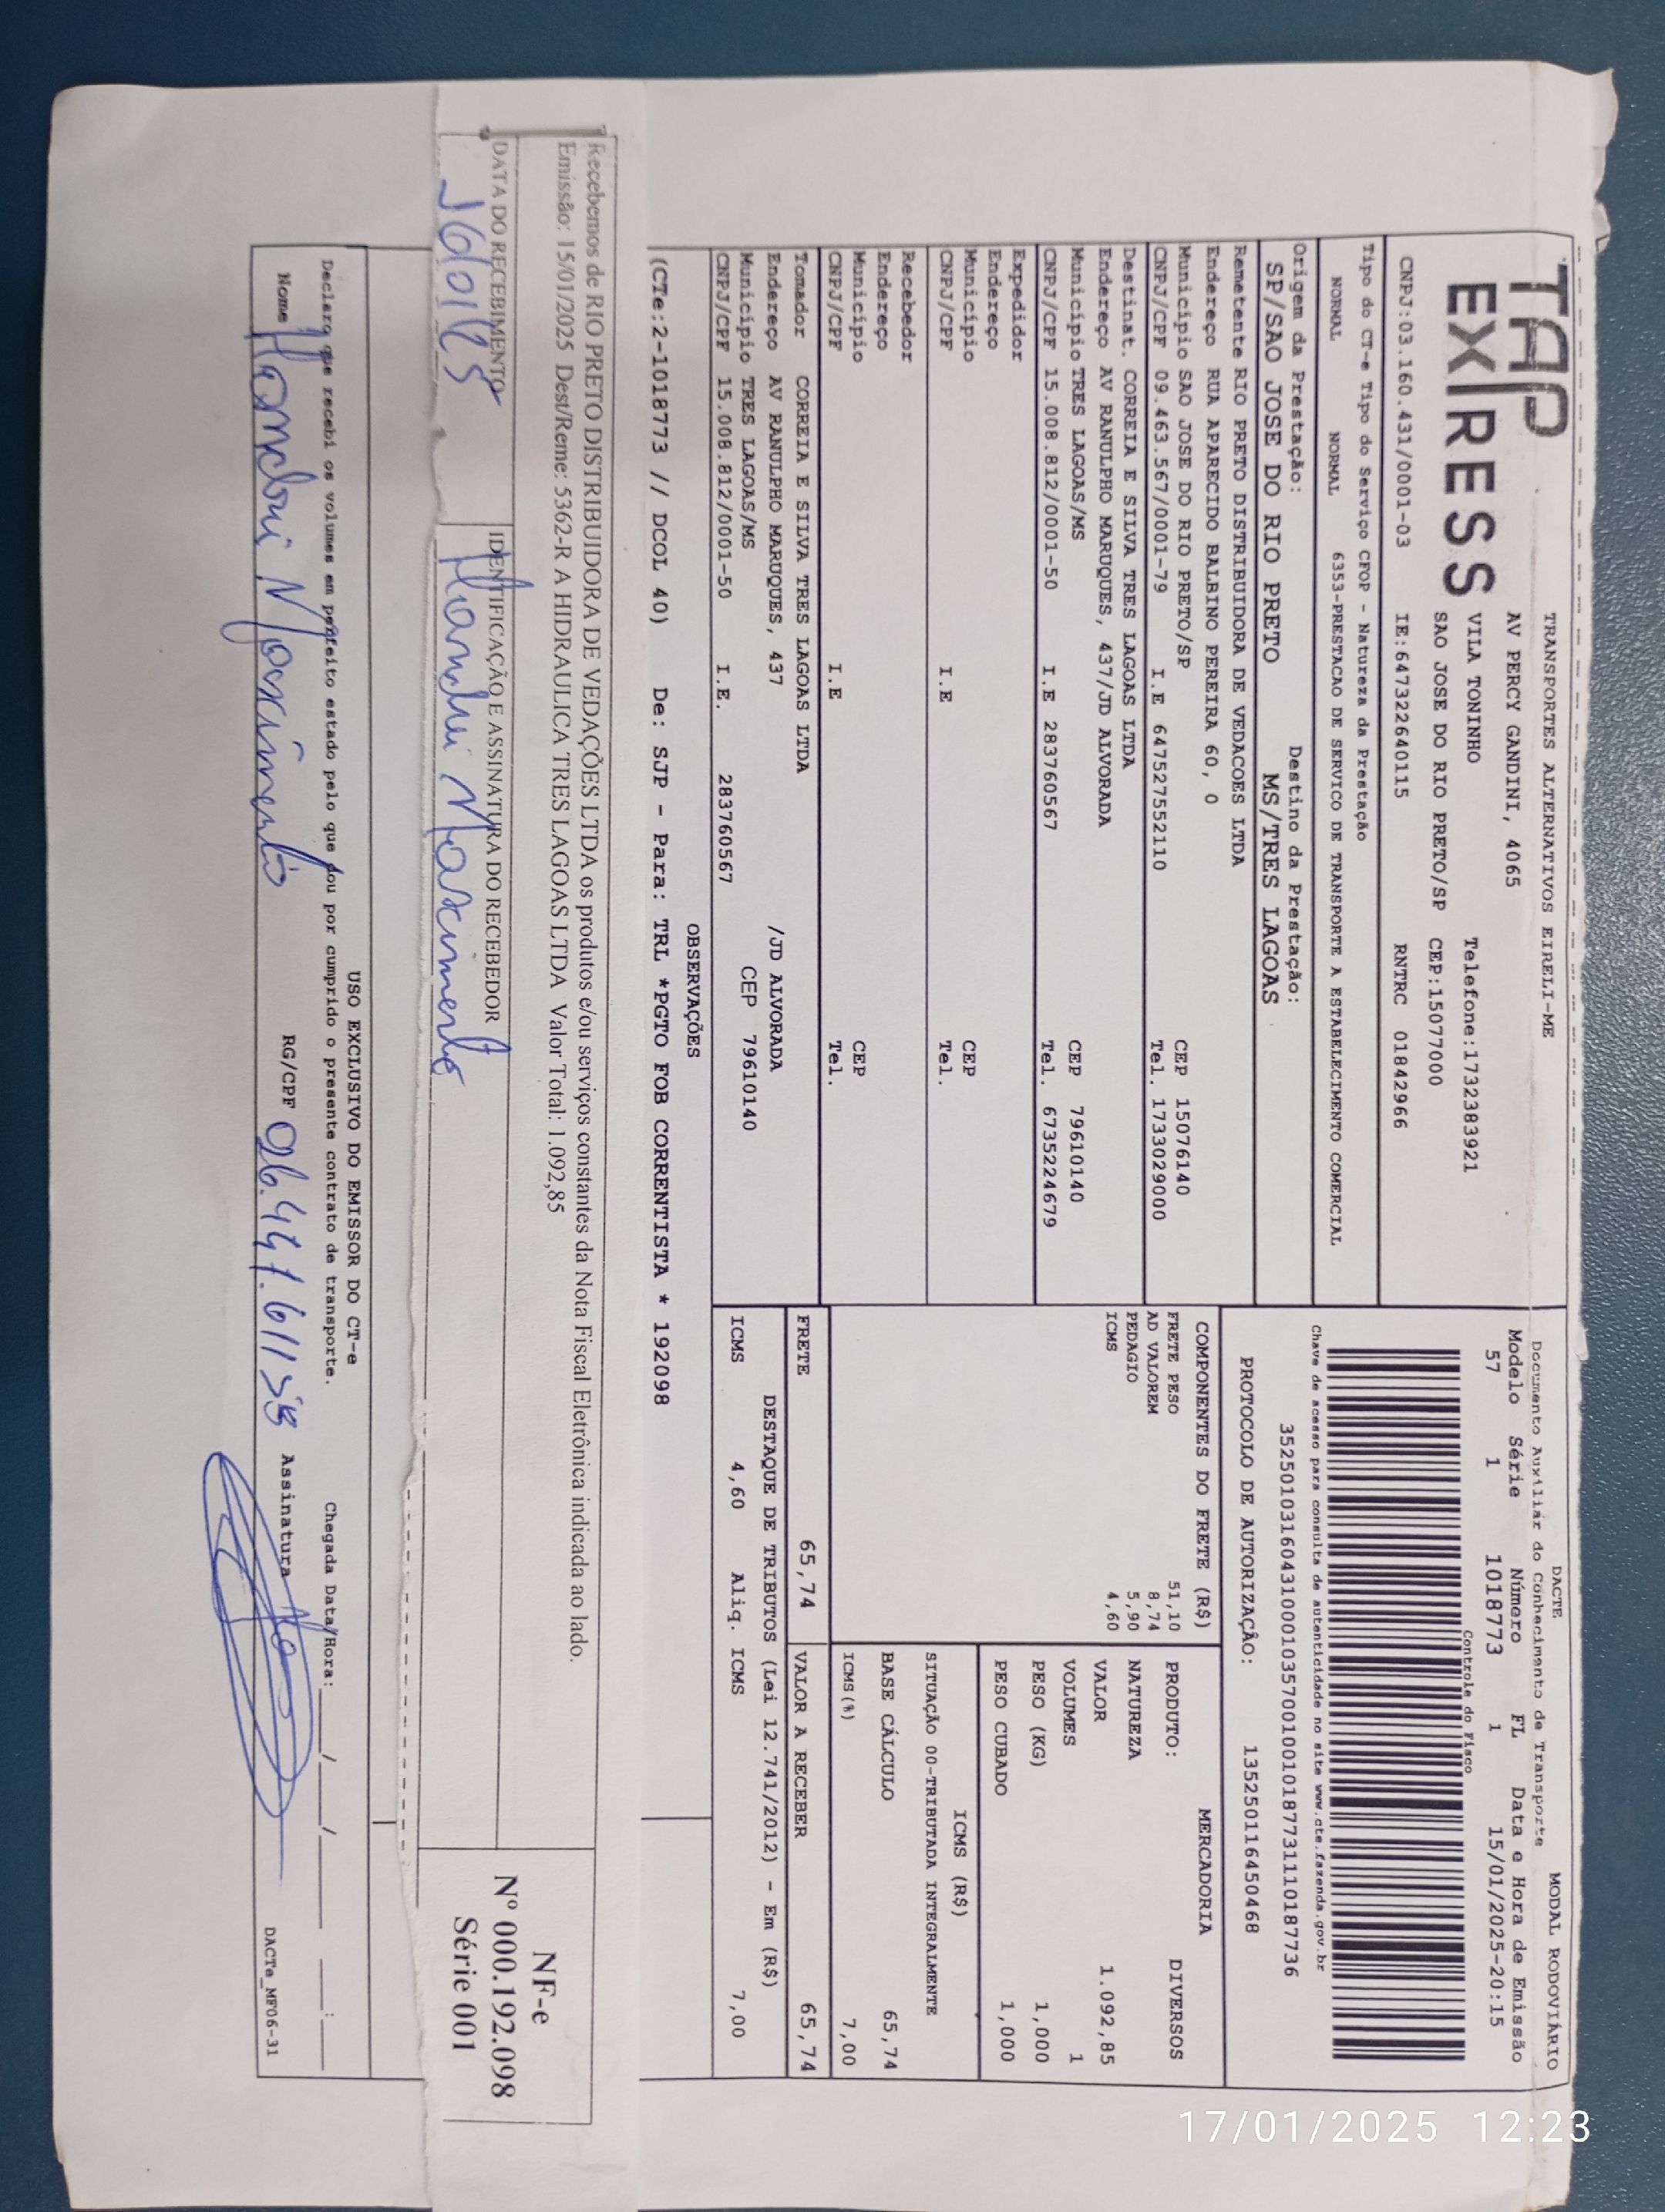 TAP
EX|RESS
TRANSPORTES ALTERNATIVOS EIRELI-ME
AV PERCY GANDINI, 4065
VILA TONINHO Telefone:1732383921
SAO JOSE DO RIO PRETO/SP CEP:15077000
CNPJ:03.160.431/0001-03 IE:647322640115 RNTRC 01842966
Tipo do CT-e Tipo do Serviço CFOP - Natureza da Prestação
NORMAL NORMAL 6353-PRESTACAO DE SERVICO DE TRANSPORTE A ESTABELECIMENTO COMERCIAL
Origem da Prestação: Destino da Prestação:
SP/SAO JOSE DO RIO PRETO MS/TRES LAGOAS
Remetente RIO PRETO DISTRIBUIDORA DE VEDACOES LTDA
Endereço RUA APARECIDO BALBINO PEREIRA 60, 0
Município SAO JOSE DO RIO PRETO/SP CEP 15076140
CNPJ/CPF 09.463.567/0001-79 I.E 647527552110 Tel. 1733029000
Destinat. CORREIA E SILVA TRES LAGOAS LTDA
Endereço AV RANULPHO MARUQUES, 437/JD ALVORADA
Município TRES LAGOAS/MS CEP 79610140
CNPJ/CPF 15.008.812/0001-50 I.E 283760567 Tel. 6735224679
Expedidor
Endereço
Município CEP
CNPJ/CPF I.E Tel.
Recebedor
Endereço
Município CEP
CNPJ/CPF I.E Tel.
Tomador CORREIA E SILVA TRES LAGOAS LTDA
Endereço AV RANULPHO MARUQUES, 437 /JD ALVORADA
Município TRES LAGOAS/MS CEP 79610140
CNPJ/CPF 15.008.812/0001-50 I.E. 283760567
DACTE MODAL RODOVIÁRIO
Documento Auxiliar do Conhecimento de Transporte
Modelo Série Número FL Data e Hora de Emissão
57 1 1018773 1 15/01/2025-20:15
Controle do Fisco
Chave de acesso para consulta de autenticidade no site www.cte.fazenda.gov.br
35250103160431000103570010010187731110187736
PROTOCOLO DE AUTORIZAÇÃO: 135250116450468
COMPONENTES DO FRETE (R$)
FRETE PESO 51,10
AD VALOREM 8,74
PEDAGIO 5,90
ICMS 4,60
MERCADORIA
PRODUTO: DIVERSOS
NATUREZA
VALOR 1.092,85
VOLUMES 1
PESO (KG) 1,000
PESO CUBADO 1,000
ICMS (R$)
SITUAÇÃO 00-TRIBUTADA INTEGRALMENTE
BASE CÁLCULO 65,74
ICMS(%) 7,00
FRETE 65,74 VALOR A RECEBER 65,74
DESTAQUE DE TRIBUTOS (Lei 12.741/2012) - Em (R$)
ICMS 4,60 Aliq. ICMS 7,00
OBSERVAÇÕES
(CTe:2-1018773 // DCOL 40) De: SJP - Para: TRL *PGTO FOB CORRENTISTA * 192098
Recebemos de RIO PRETO DISTRIBUIDORA DE VEDAÇÕES LTDA os produtos e/ou serviços constantes da Nota Fiscal Eletrônica indicada ao lado.
Emissão: 15/01/2025 Dest/Reme: 5362-R A HIDRAULICA TRES LAGOAS LTDA Valor Total: 1.092,85
DATA DO RECEBIMENTO IDENTIFICAÇÃO E ASSINATURA DO RECEBEDOR
NF-e
Nº 000.192.098
Série 001
USO EXCLUSIVO DO EMISSOR DO CT-e
Declaro que recebi os volumes em perfeito estado pelo que dou por cumprido o presente contrato de transporte. Chegada Data/Hora: ___/___/___ ___:___
Nome RG/CPF Assinatura
DACTe_MF06-31
17/01/2025 12:23